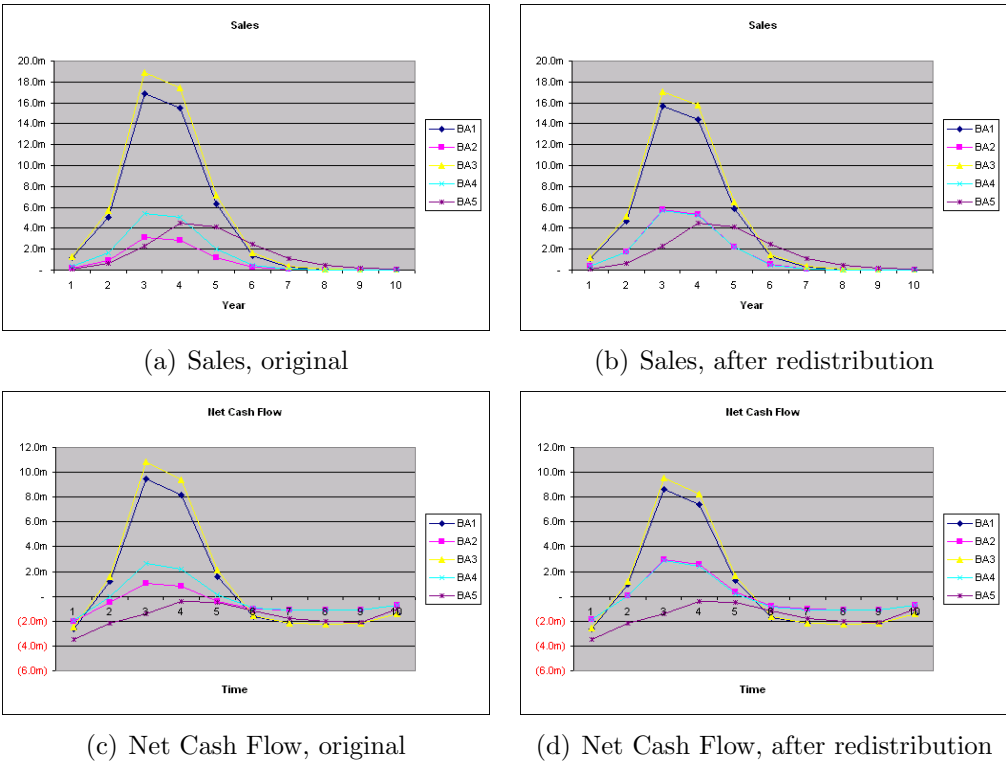 Sales
20.0m
18.0m
16.0m
14.0m
12.0m
10.0m
8.0m
6.0m
4.0m
2.0m
-
1 2 3 4 5 6 7 8 9 10
Year
BA1
BA2
BA3
BA4
BA5
(a) Sales, original
Sales
20.0m
18.0m
16.0m
14.0m
12.0m
10.0m
8.0m
6.0m
4.0m
2.0m
-
1 2 3 4 5 6 7 8 9 10
Year
BA1
BA2
BA3
BA4
BA5
(b) Sales, after redistribution
Net Cash Flow
12.0m
10.0m
8.0m
6.0m
4.0m
2.0m
-
(2.0m)
(4.0m)
(6.0m)
1 2 3 4 5 6 7 8 9 10
Time
BA1
BA2
BA3
BA4
BA5
(c) Net Cash Flow, original
Net Cash Flow
12.0m
10.0m
8.0m
6.0m
4.0m
2.0m
-
(2.0m)
(4.0m)
(6.0m)
1 2 3 4 5 6 7 8 9 10
Time
BA1
BA2
BA3
BA4
BA5
(d) Net Cash Flow, after redistribution